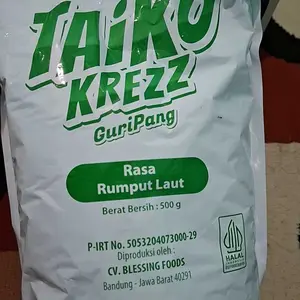 TAIKO
KREZZ
GuriPang
Rasa
Rumput Laut
Berat Bersih : 500 g
P-IRT No. 5053204073000-29
Diproduksi oleh :
CV. BLESSING FOODS
Bandung - Jawa Barat 40291
HALAL
INDONESIA